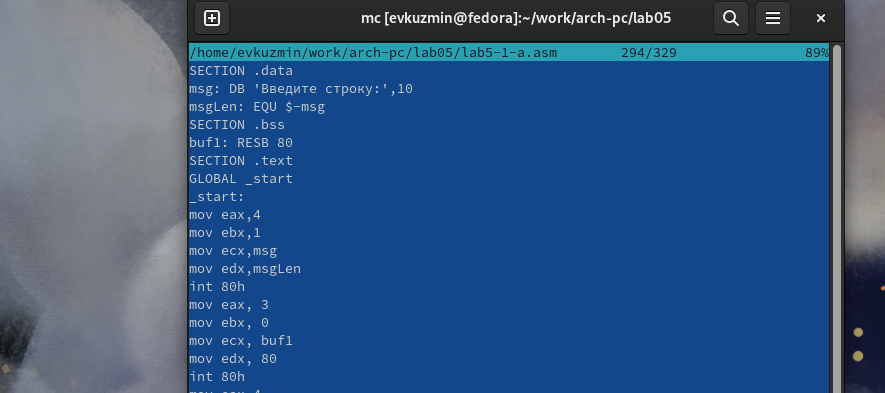 mc [evkuzmin@fedora]:~/work/arch-pc/lab05
/home/evkuzmin/work/arch-pc/lab05/lab5-1-a.asm 294/329 89%
SECTION .data
msg: DB 'Введите строку:',10
msgLen: EQU $-msg
SECTION .bss
buf1: RESB 80
SECTION .text
GLOBAL _start
_start:
mov eax,4
mov ebx,1
mov ecx,msg
mov edx,msgLen
int 80h
mov eax, 3
mov ebx, 0
mov ecx, buf1
mov edx, 80
int 80h